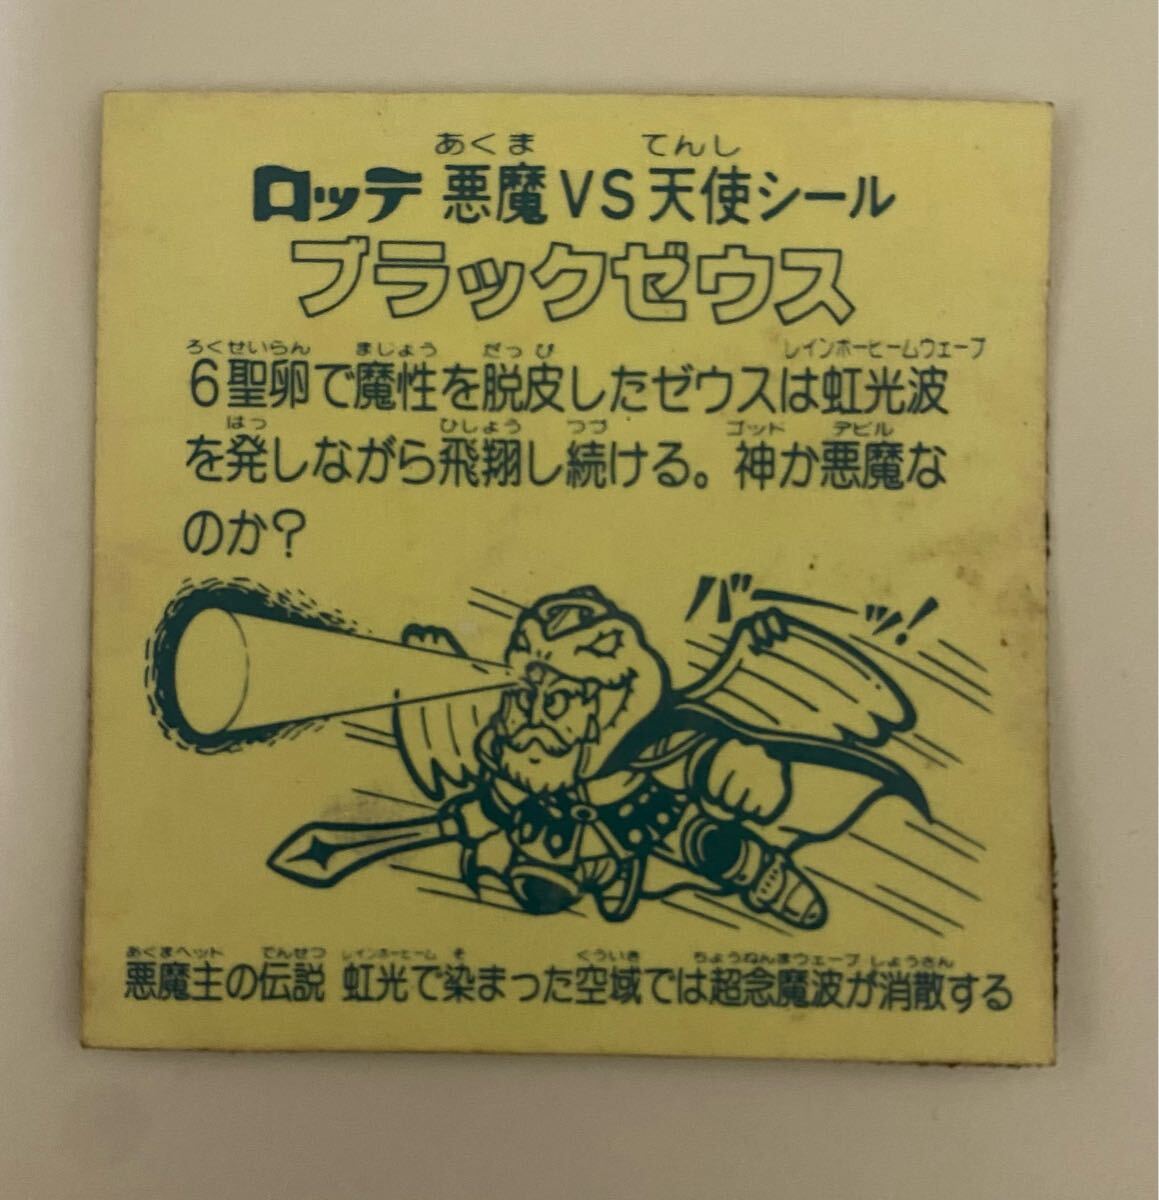 あくま てんし
ロッテ 悪魔VS天使シール
ブラックゼウス
ろくせいらん ましょう だっぴ レインボービームウェーブ
6聖卵で魔性を脱皮したゼウスは虹光波
はっ ひしょう つづ ゴッド デビル
を発しながら飛翔し続ける。神か悪魔な
のか？
バーッ!
あくまヘッド でんせつ レインボービーム そ くういき ちょうねんまウェーブ しょうさん
悪魔主の伝説 虹光で染まった空域では超念魔波が消散する